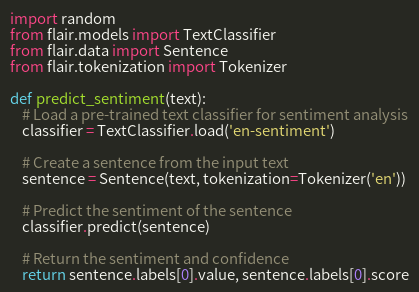 import random
from flair.models import TextClassifier
from flair.data import Sentence
from flair.tokenization import Tokenizer

def predict_sentiment(text):
    # Load a pre-trained text classifier for sentiment analysis
    classifier = TextClassifier.load('en-sentiment')

    # Create a sentence from the input text
    sentence = Sentence(text, tokenization=Tokenizer('en'))

    # Predict the sentiment of the sentence
    classifier.predict(sentence)

    # Return the sentiment and confidence
    return sentence.labels[0].value, sentence.labels[0].score